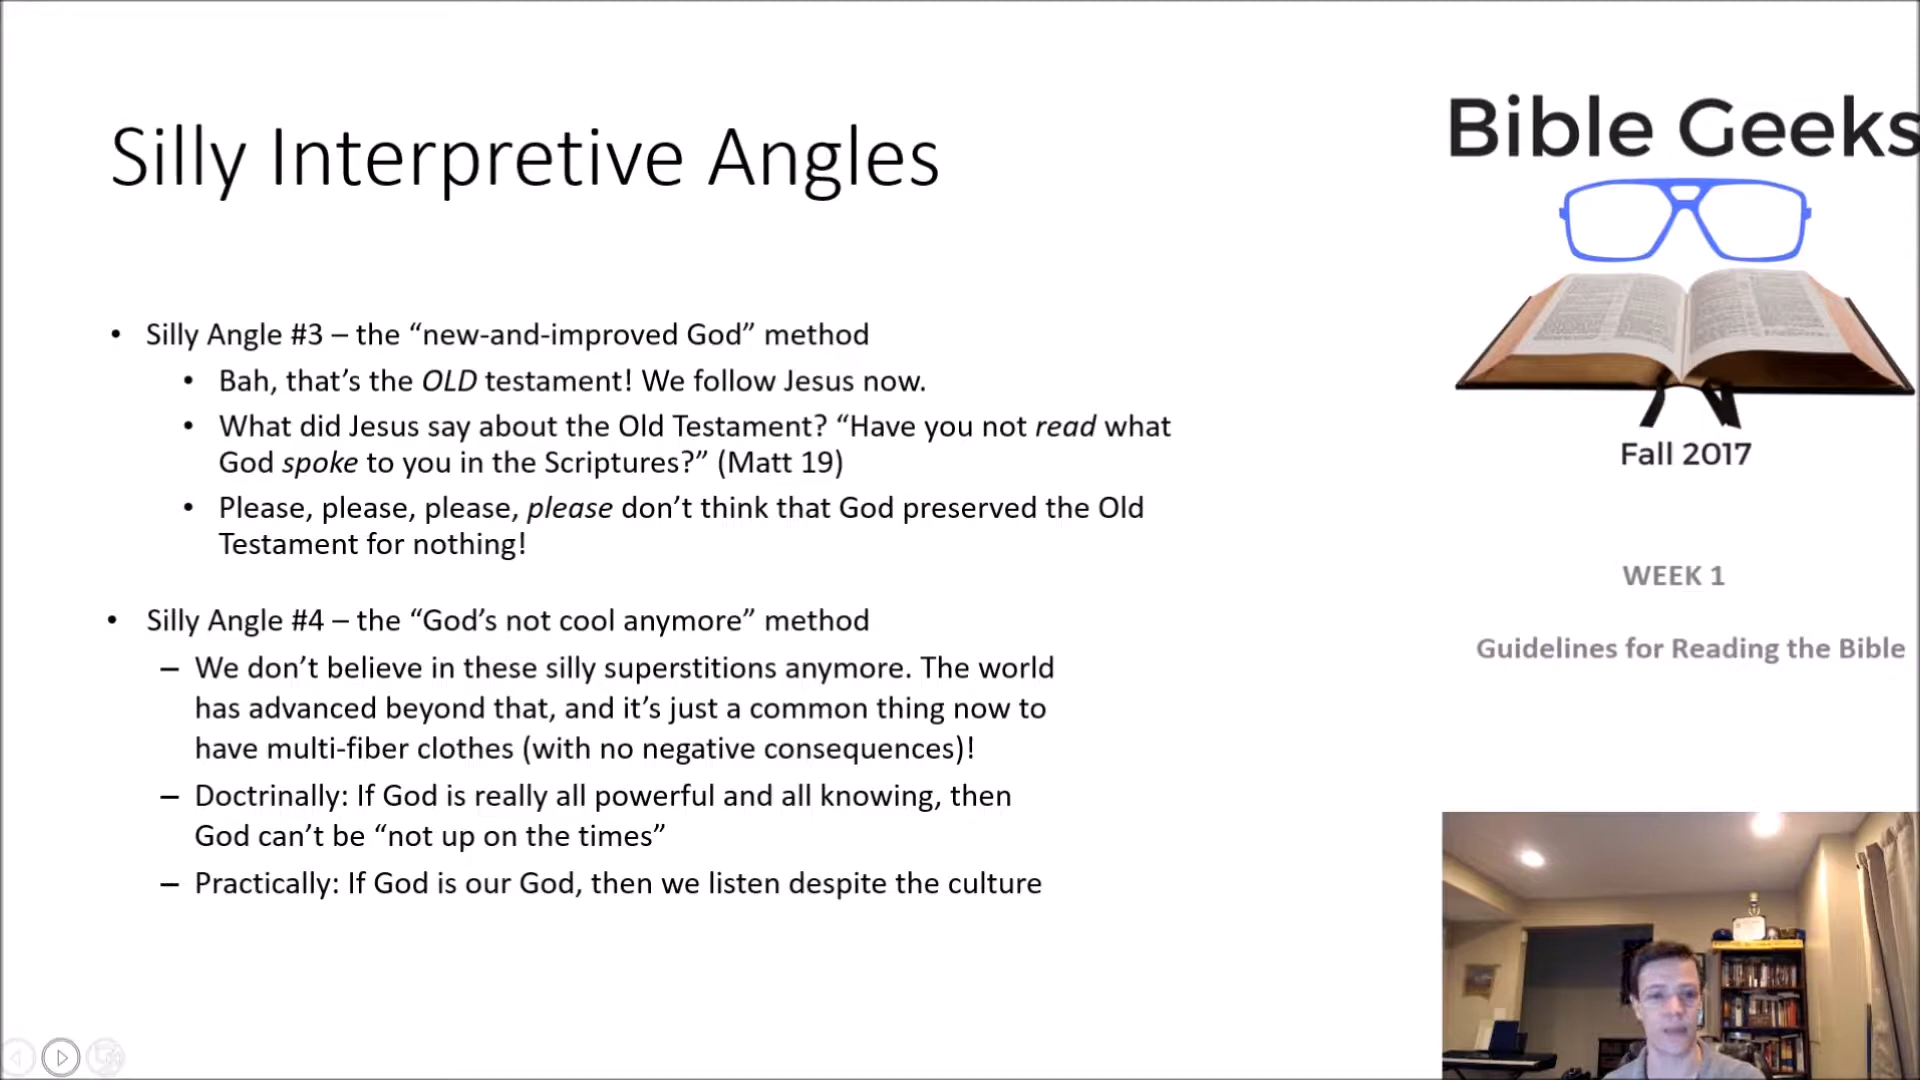 Silly Interpretive Angles
• Silly Angle #3 – the “new-and-improved God” method
• Bah, that’s the OLD testament! We follow Jesus now.
• What did Jesus say about the Old Testament? “Have you not read what
God spoke to you in the Scriptures?” (Matt 19)
• Please, please, please, please don’t think that God preserved the Old
Testament for nothing!
• Silly Angle #4 – the “God’s not cool anymore” method
– We don’t believe in these silly superstitions anymore. The world
has advanced beyond that, and it’s just a common thing now to
have multi-fiber clothes (with no negative consequences)!
– Doctrinally: If God is really all powerful and all knowing, then
God can’t be “not up on the times”
– Practically: If God is our God, then we listen despite the culture
Bible Geeks
Fall 2017
WEEK 1
Guidelines for Reading the Bible